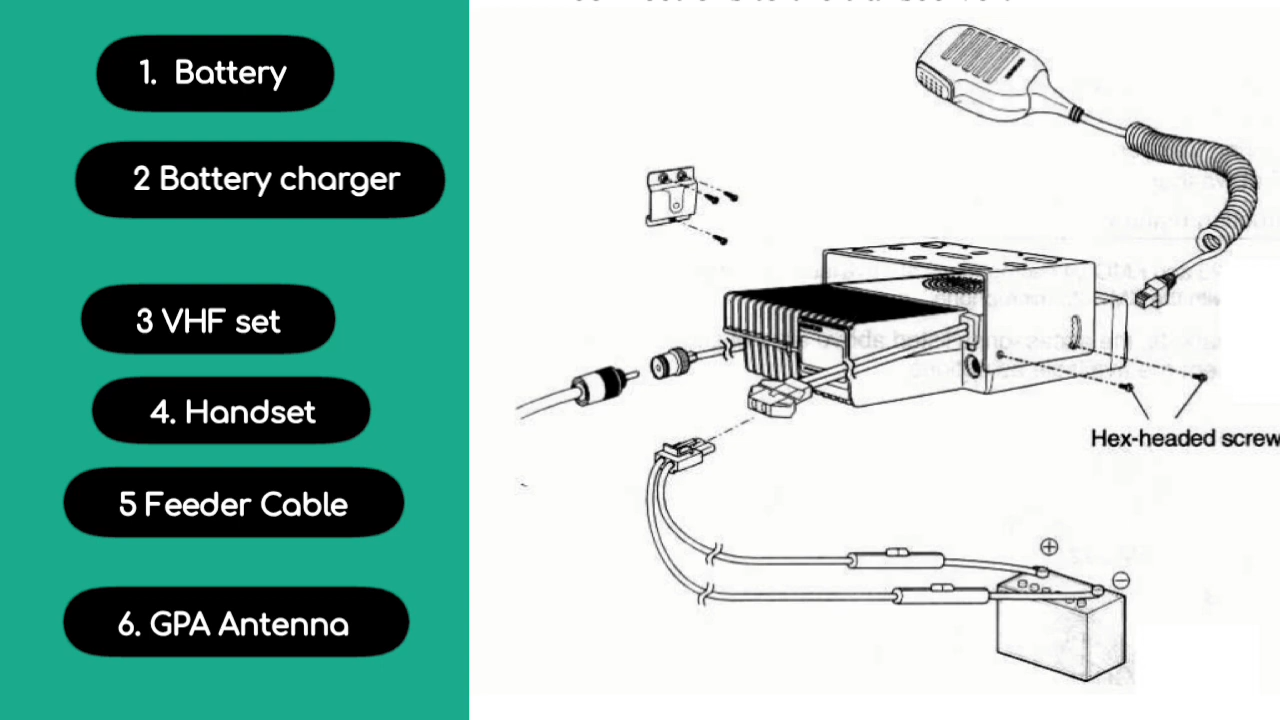 1. Battery
2 Battery charger
3 VHF set
4. Handset
5 Feeder Cable
6. GPA Antenna
Hex-headed screw